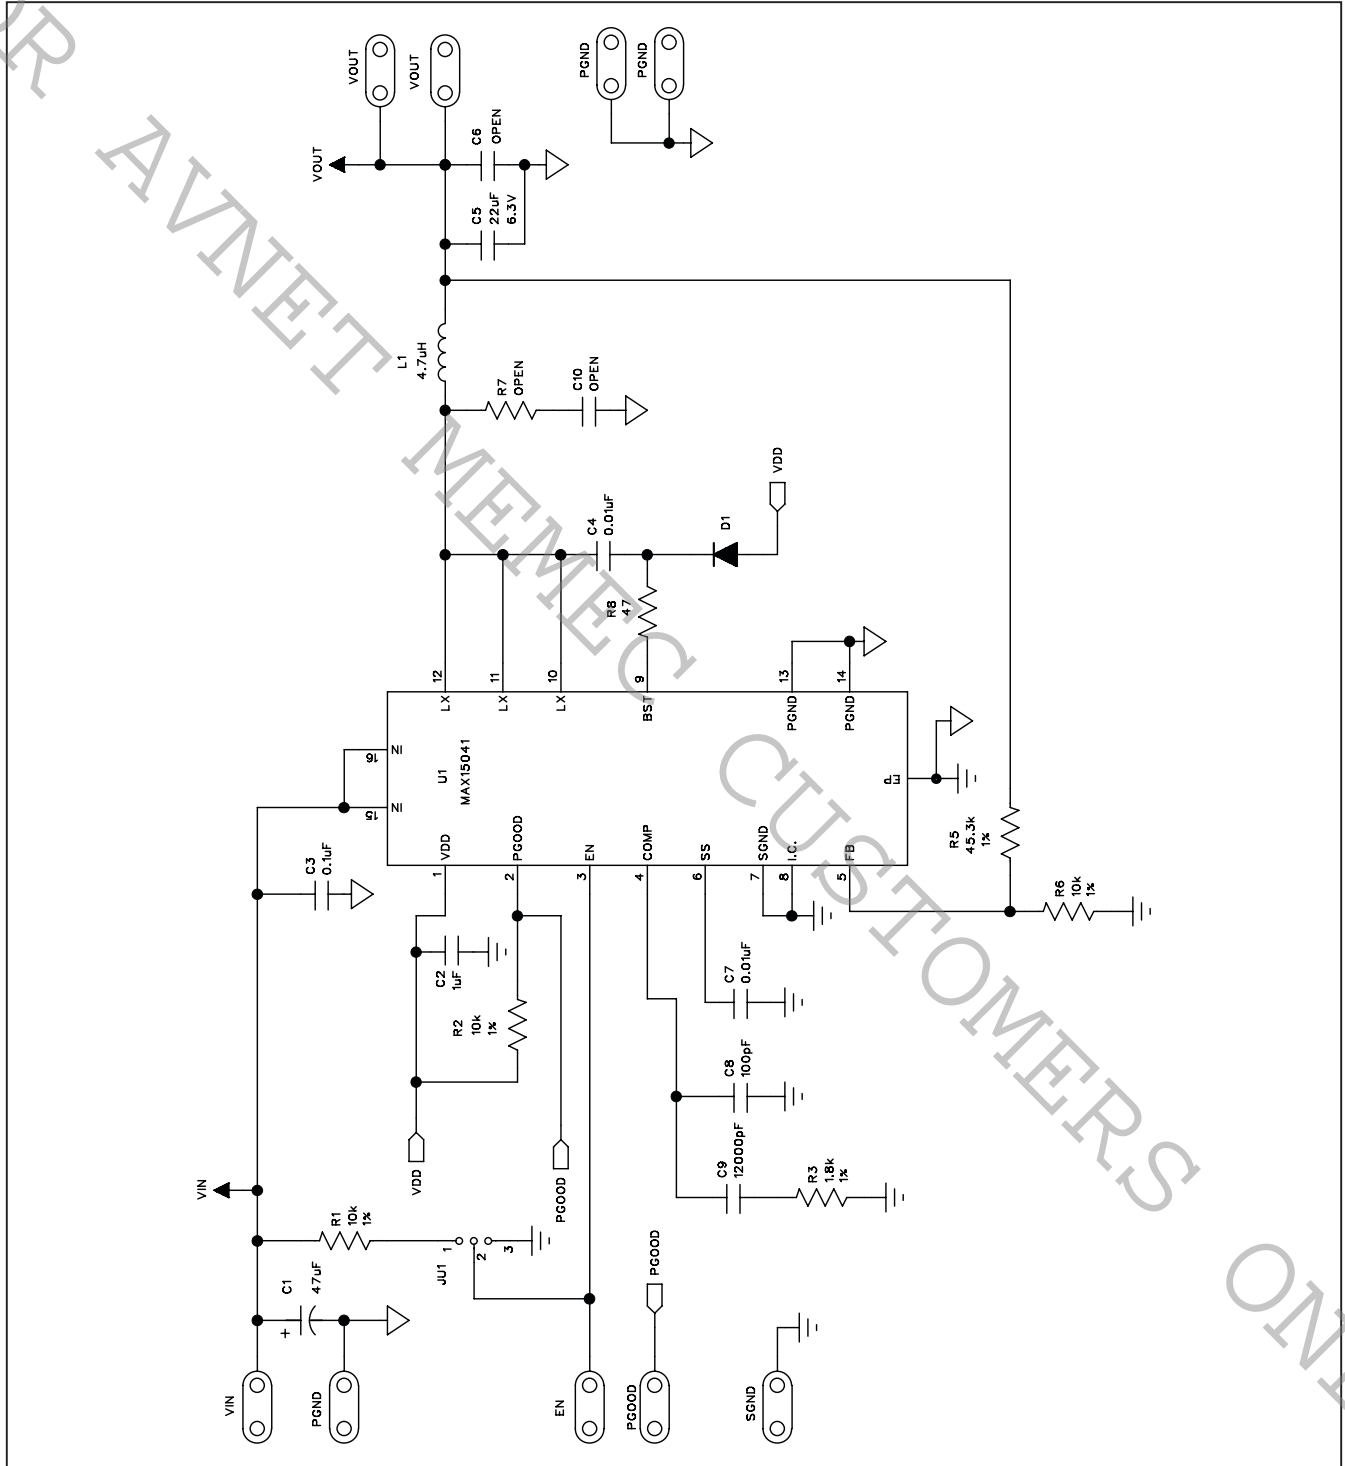 OR AVNET MEMEC CUSTOMERS ON
VOUT
VOUT
VOUT
PGND
PGND
C6
OPEN
C5
22uF
6.3V
L1
4.7uH
R7
OPEN
C10
OPEN
C4
0.01uF
D1
VDD
R8
47
12
LX
11
LX
10
LX
9
BST
13
PGND
14
PGND
16
IN
15
IN
U1
MAX15041
EP
VDD
1
PGOOD
2
EN
3
COMP
4
SS
6
SGND
7
I.C.
8
FB
5
R5
45.3k
1%
R6
10k
1%
C3
0.1uF
C2
1uF
R2
10k
1%
C7
0.01uF
C8
100pF
C9
12000pF
R3
1.8k
1%
VDD
PGOOD
VIN
R1
10k
1%
JU1
1
2
3
C1
47uF
+
PGOOD
VIN
PGND
EN
PGOOD
SGND